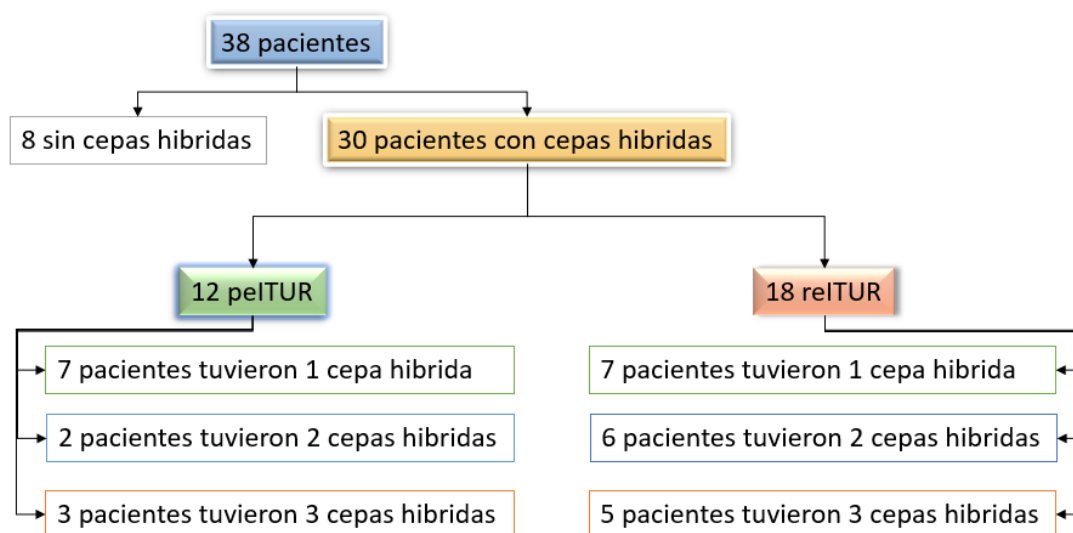 38 pacientes
8 sin cepas hibridas
30 pacientes con cepas hibridas
12 peITUR
18 reITUR
7 pacientes tuvieron 1 cepa hibrida
7 pacientes tuvieron 1 cepa hibrida
2 pacientes tuvieron 2 cepas hibridas
6 pacientes tuvieron 2 cepas hibridas
3 pacientes tuvieron 3 cepas hibridas
5 pacientes tuvieron 3 cepas hibridas